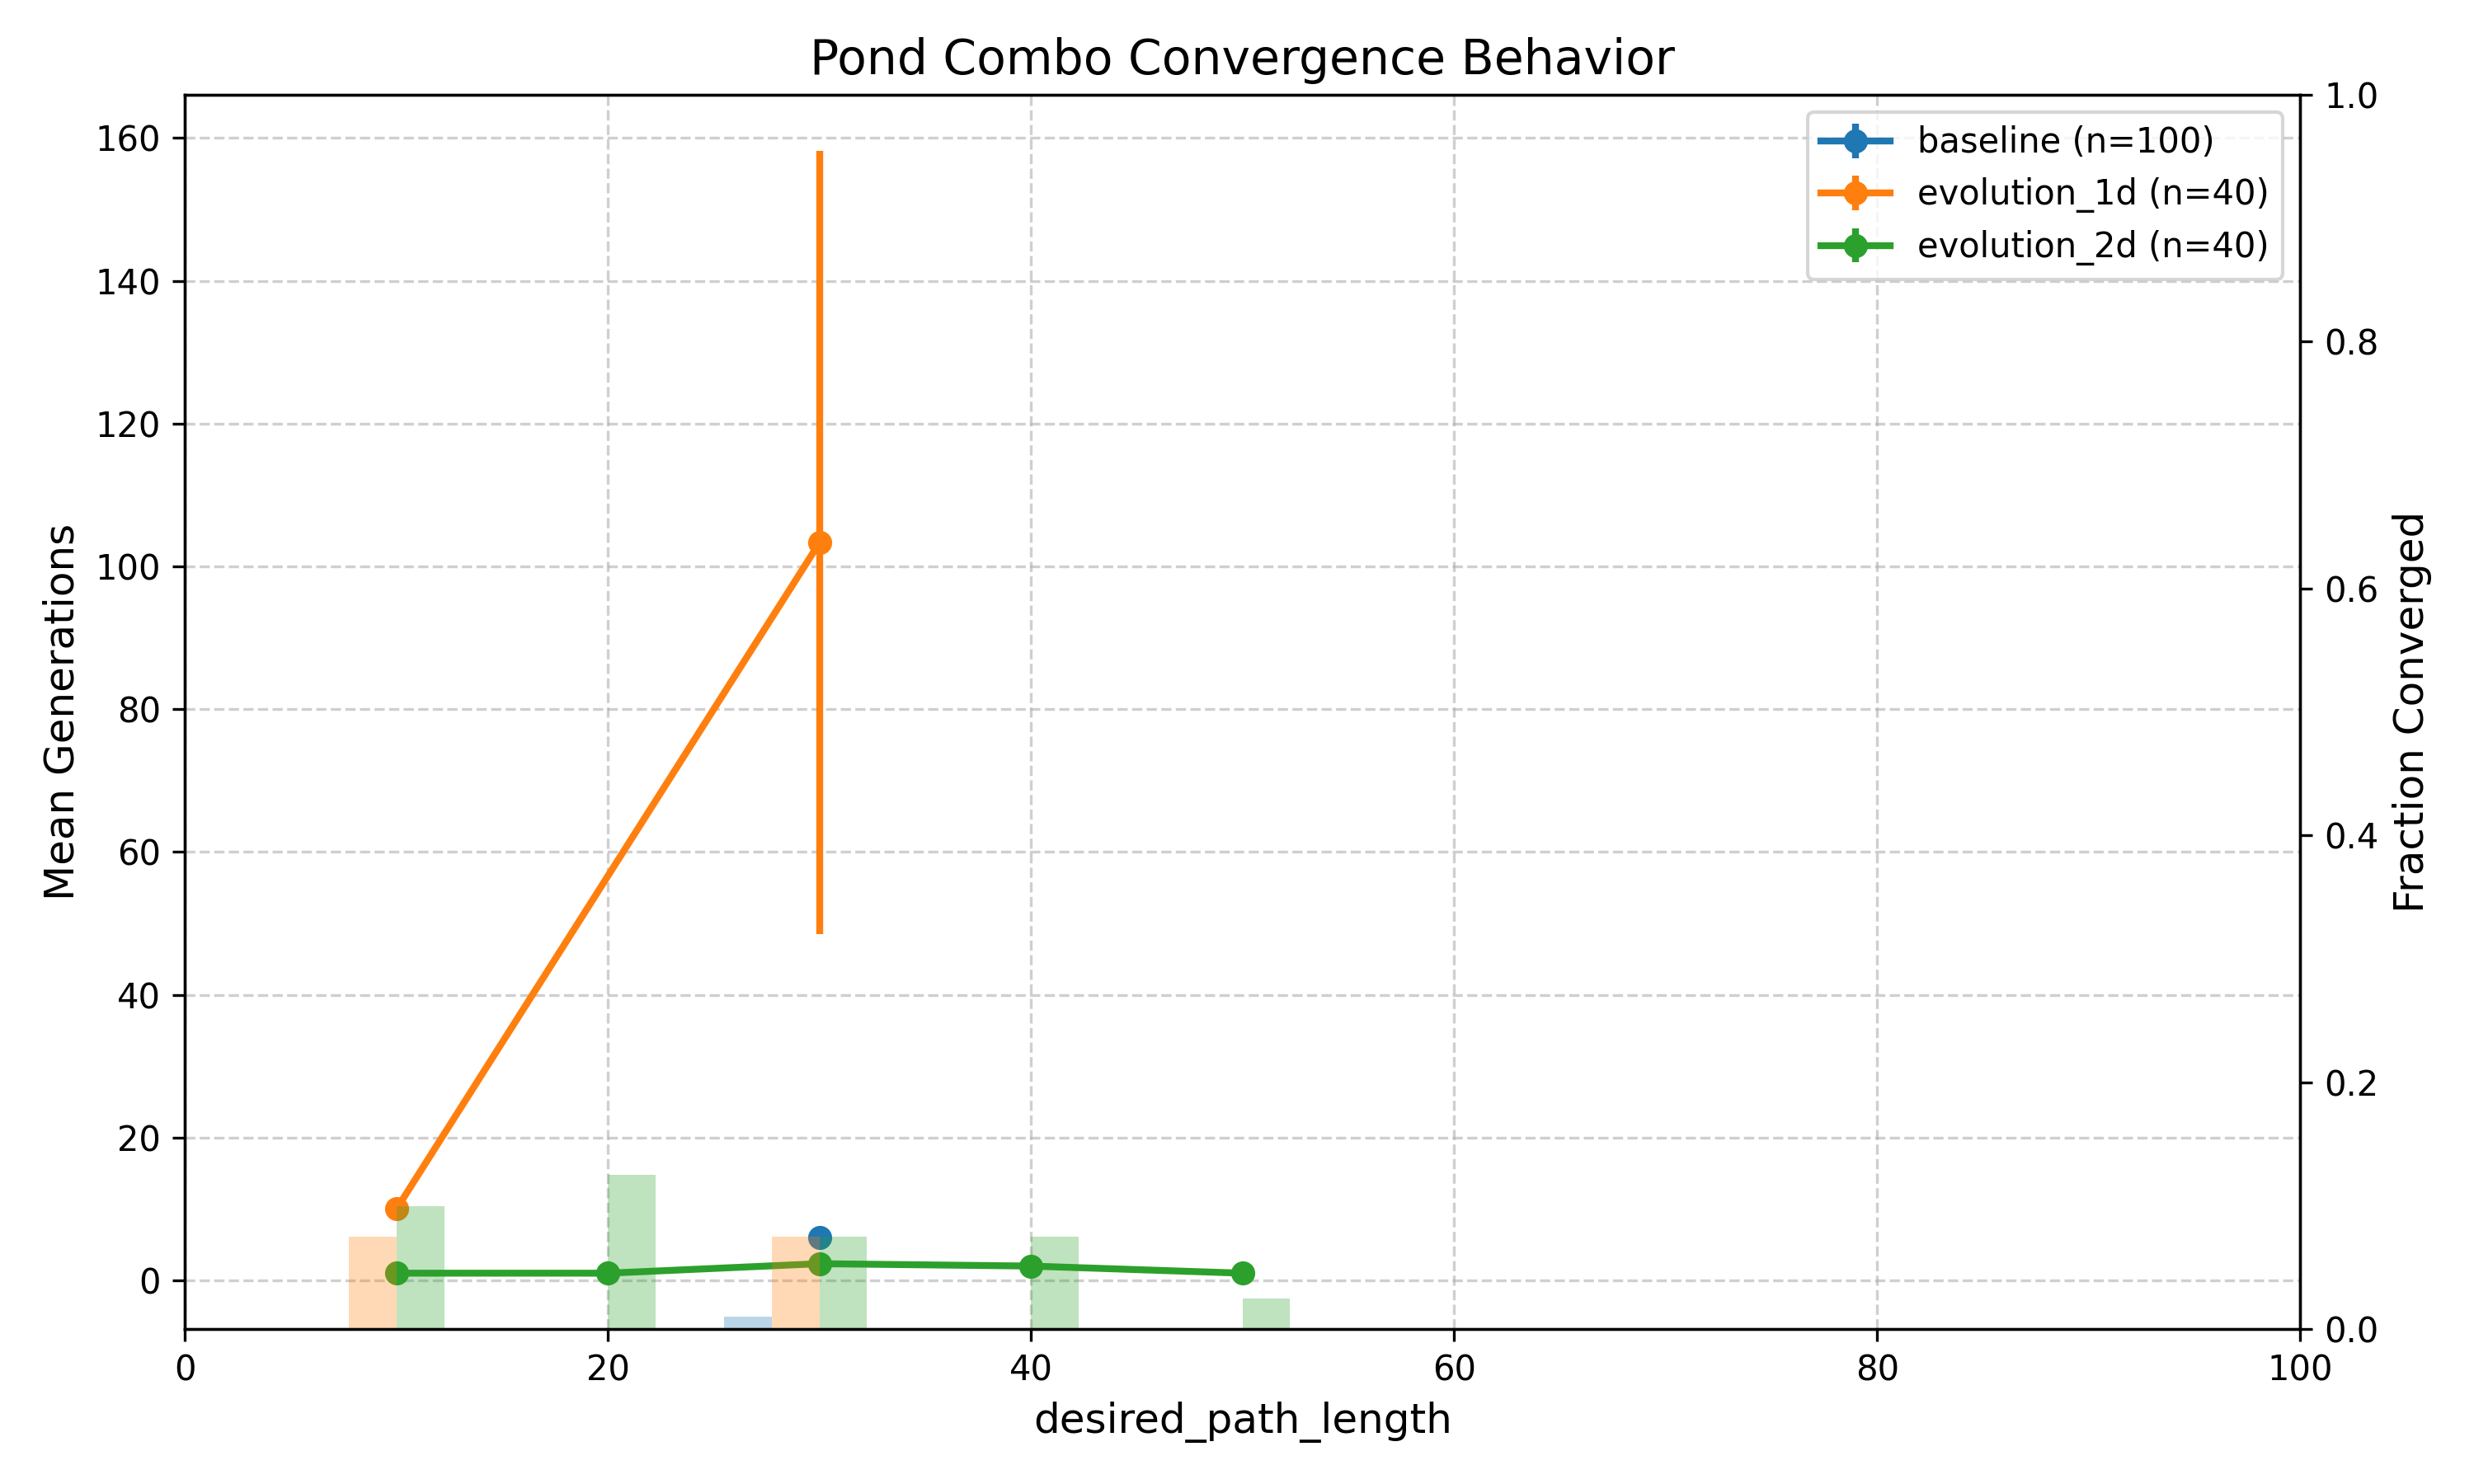 Pond Combo Convergence Behavior
baseline (n=100)
evolution_1d (n=40)
evolution_2d (n=40)
Mean Generations
160
140
120
100
80
60
40
20
0
1.0
0.8
0.6
0.4
0.2
0.0
Fraction Converged
0 20 40 60 80 100
desired_path_length